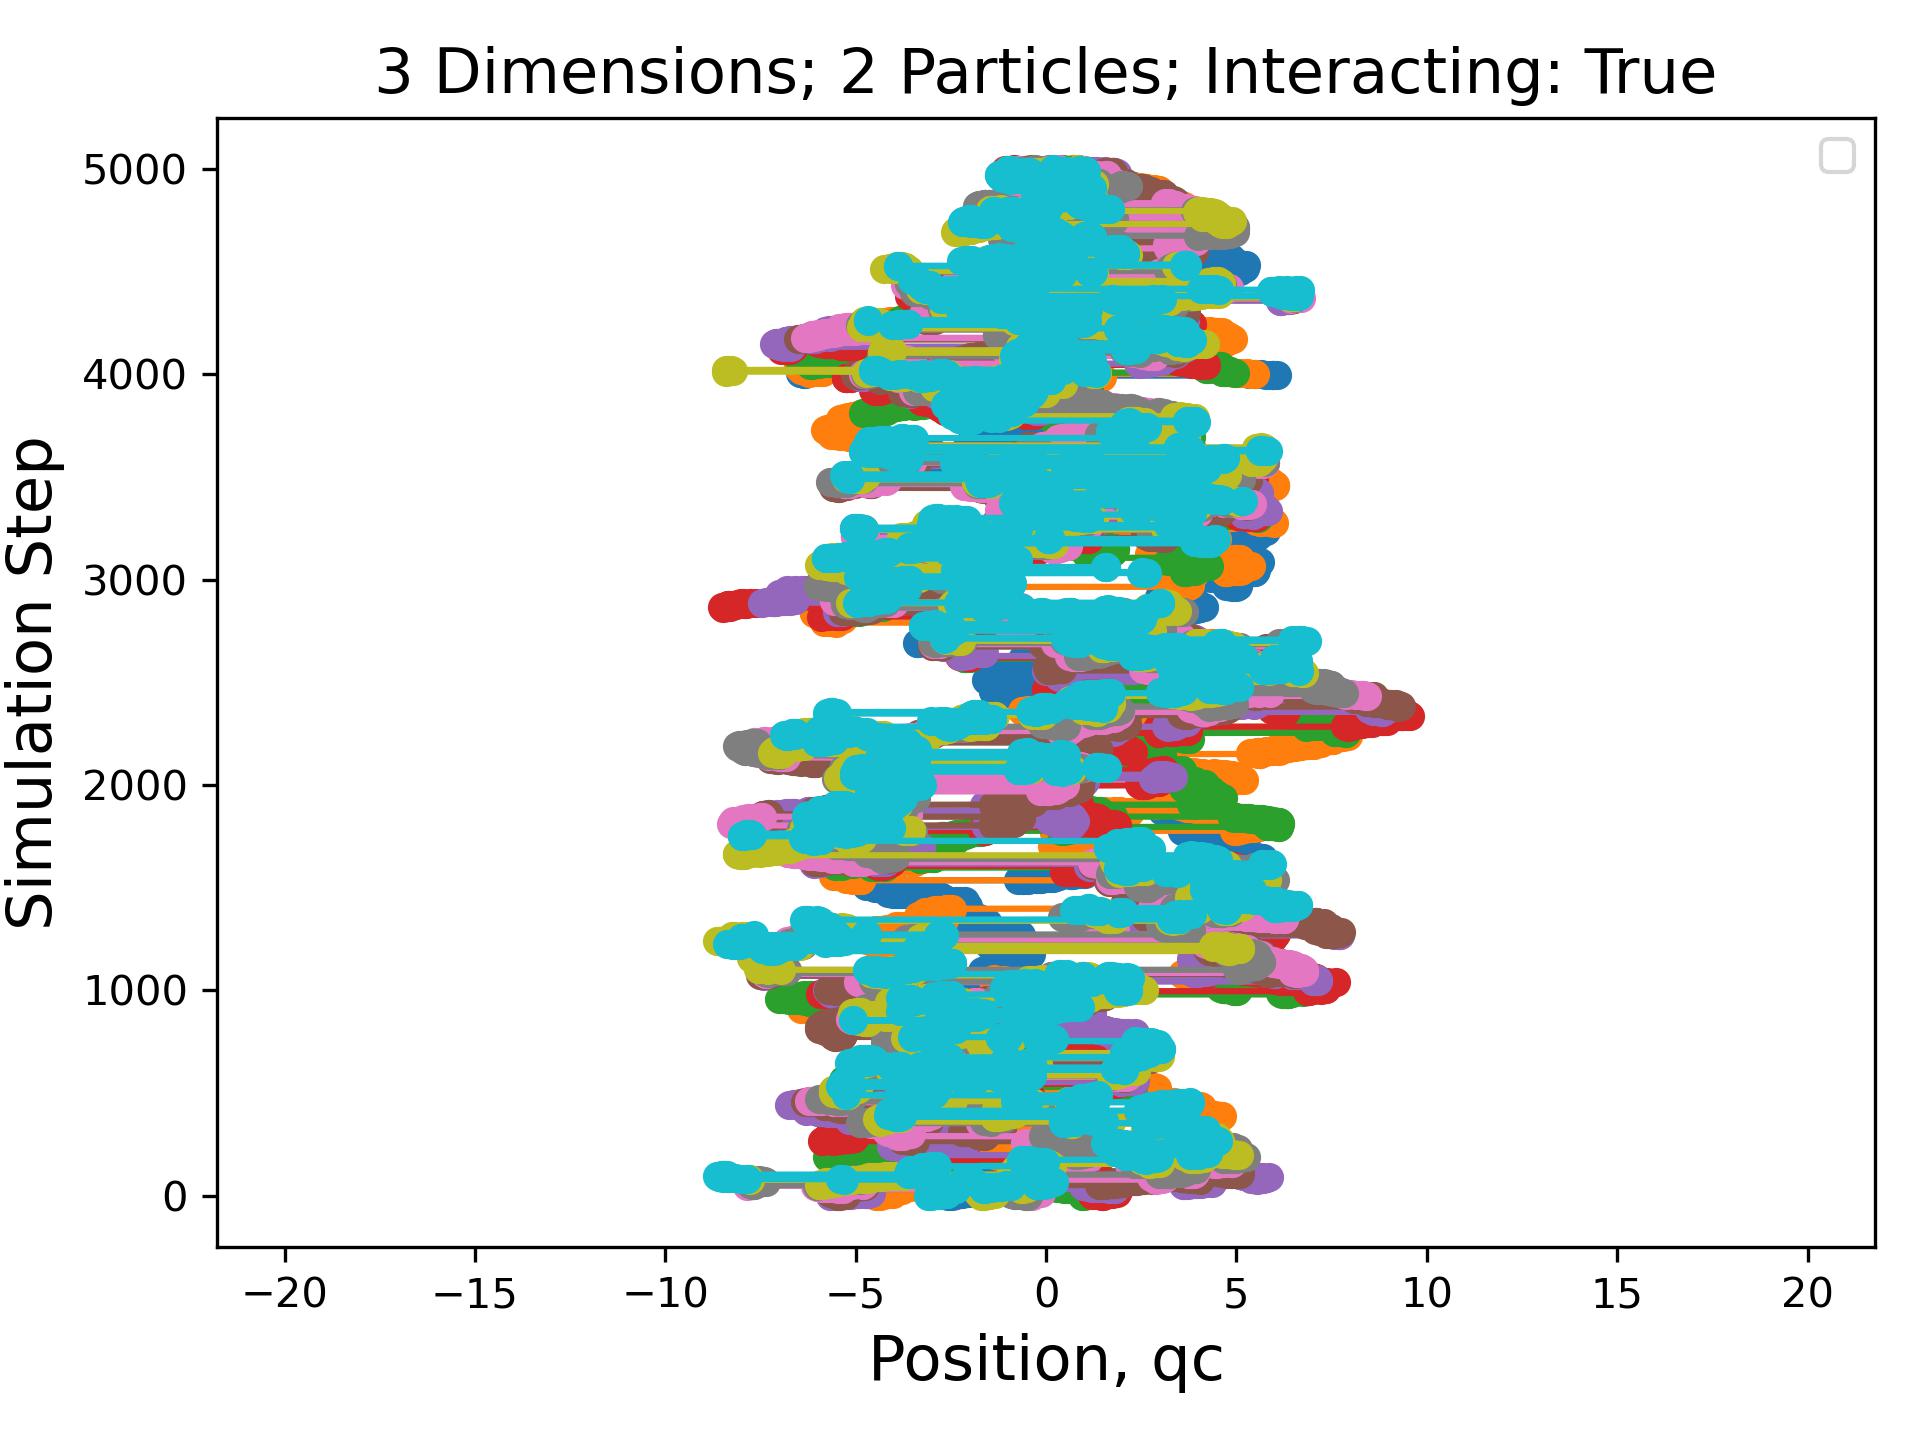 3 Dimensions; 2 Particles; Interacting: True
Simulation Step
5000
4000
3000
2000
1000
0
−20 −15 −10 −5 0 5 10 15 20
Position, qc